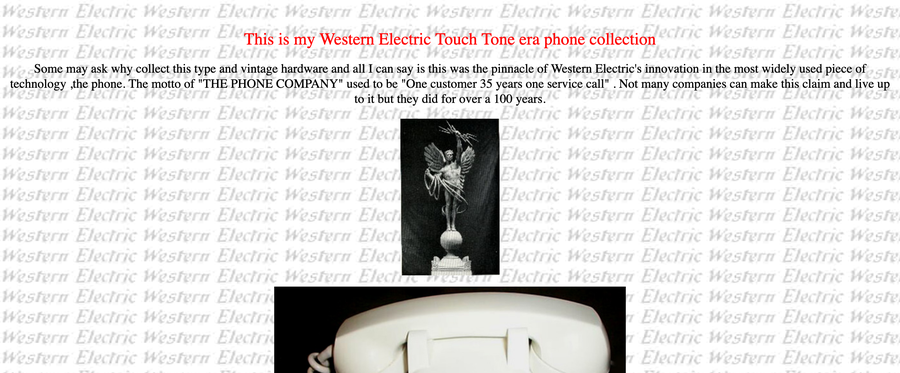 This is my Western Electric Touch Tone era phone collection
Some may ask why collect this type and vintage hardware and all I can say is this was the pinnacle of Western Electric's innovation in the most widely used piece of
technology ,the phone. The motto of "THE PHONE COMPANY" used to be "One customer 35 years one service call" . Not many companies can make this claim and live up
to it but they did for over a 100 years.
Western Electric